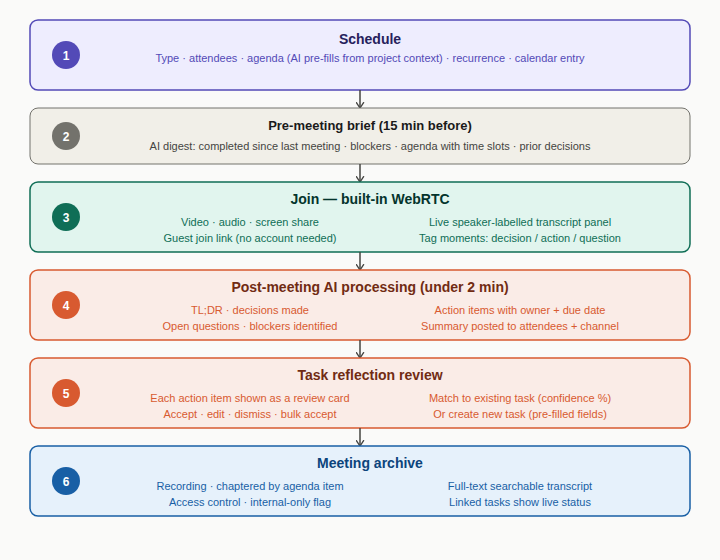 Schedule
1
Type · attendees · agenda (AI pre-fills from project context) · recurrence · calendar entry
Pre-meeting brief (15 min before)
2
AI digest: completed since last meeting · blockers · agenda with time slots · prior decisions
Join — built-in WebRTC
3
Video · audio · screen share
Live speaker-labelled transcript panel
Guest join link (no account needed)
Tag moments: decision / action / question
Post-meeting AI processing (under 2 min)
4
TL;DR · decisions made
Action items with owner + due date
Open questions · blockers identified
Summary posted to attendees + channel
Task reflection review
5
Each action item shown as a review card
Match to existing task (confidence %)
Accept · edit · dismiss · bulk accept
Or create new task (pre-filled fields)
Meeting archive
6
Recording · chaptered by agenda item
Full-text searchable transcript
Access control · internal-only flag
Linked tasks show live status